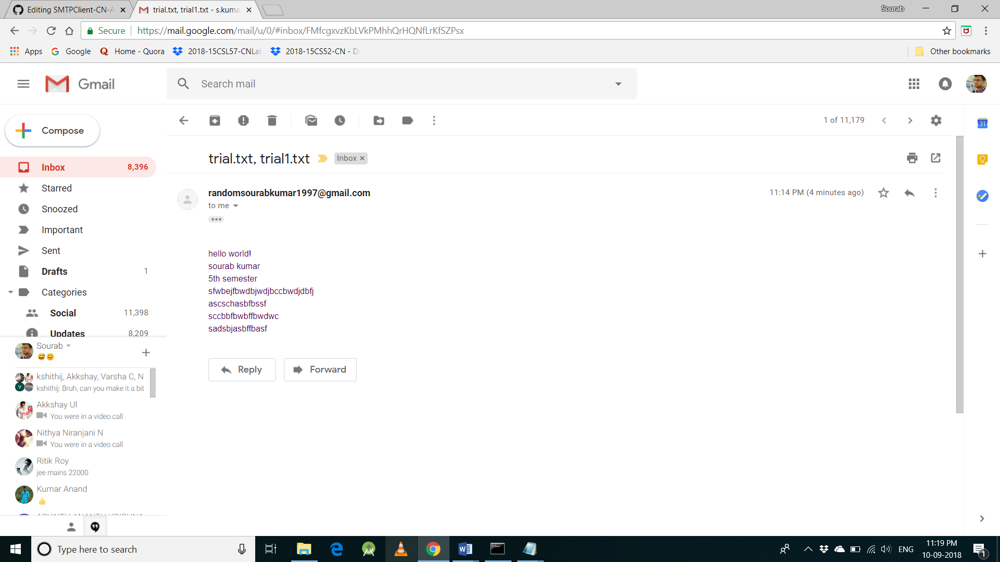 Editing SMTPClient-CN-A
trial.txt, trial1.txt - s.kuma
Sourab
Secure
https://mail.google.com/mail/u/0/#inbox/FMfcgxvzKbLVkPMhhQrHQNfLrKfSZPsx
Apps
Google
Home - Quora
2018-15CSL57-CNLab
2018-15CS52-CN - D
Other bookmarks
Gmail
Search mail
Compose
1 of 11,179
31
Inbox 8,396
Starred
Snoozed
Important
Sent
Drafts 1
Categories
Social 11,398
Updates 8,209
trial.txt, trial1.txt
Inbox
randomsourabkumar1997@gmail.com
11:14 PM (4 minutes ago)
to me
hello world!
sourab kumar
5th semester
sfwbejfbwdbjwdjbccbwdjdbfj
ascschasbfbssf
sccbbfbwbffbwdwc
sadsbjasbffbasf
Reply
Forward
Sourab
kshithij, Akkshay, Varsha C, N
V
kshithij: Bruh, can you make it a bit
Akkshay Ul
50
You were in a video call
Nithya Niranjani N
You were in a video call
Ritik Roy
jee mains 22000
Kumar Anand
Type here to search
ENG
11:19 PM
10-09-2018
1